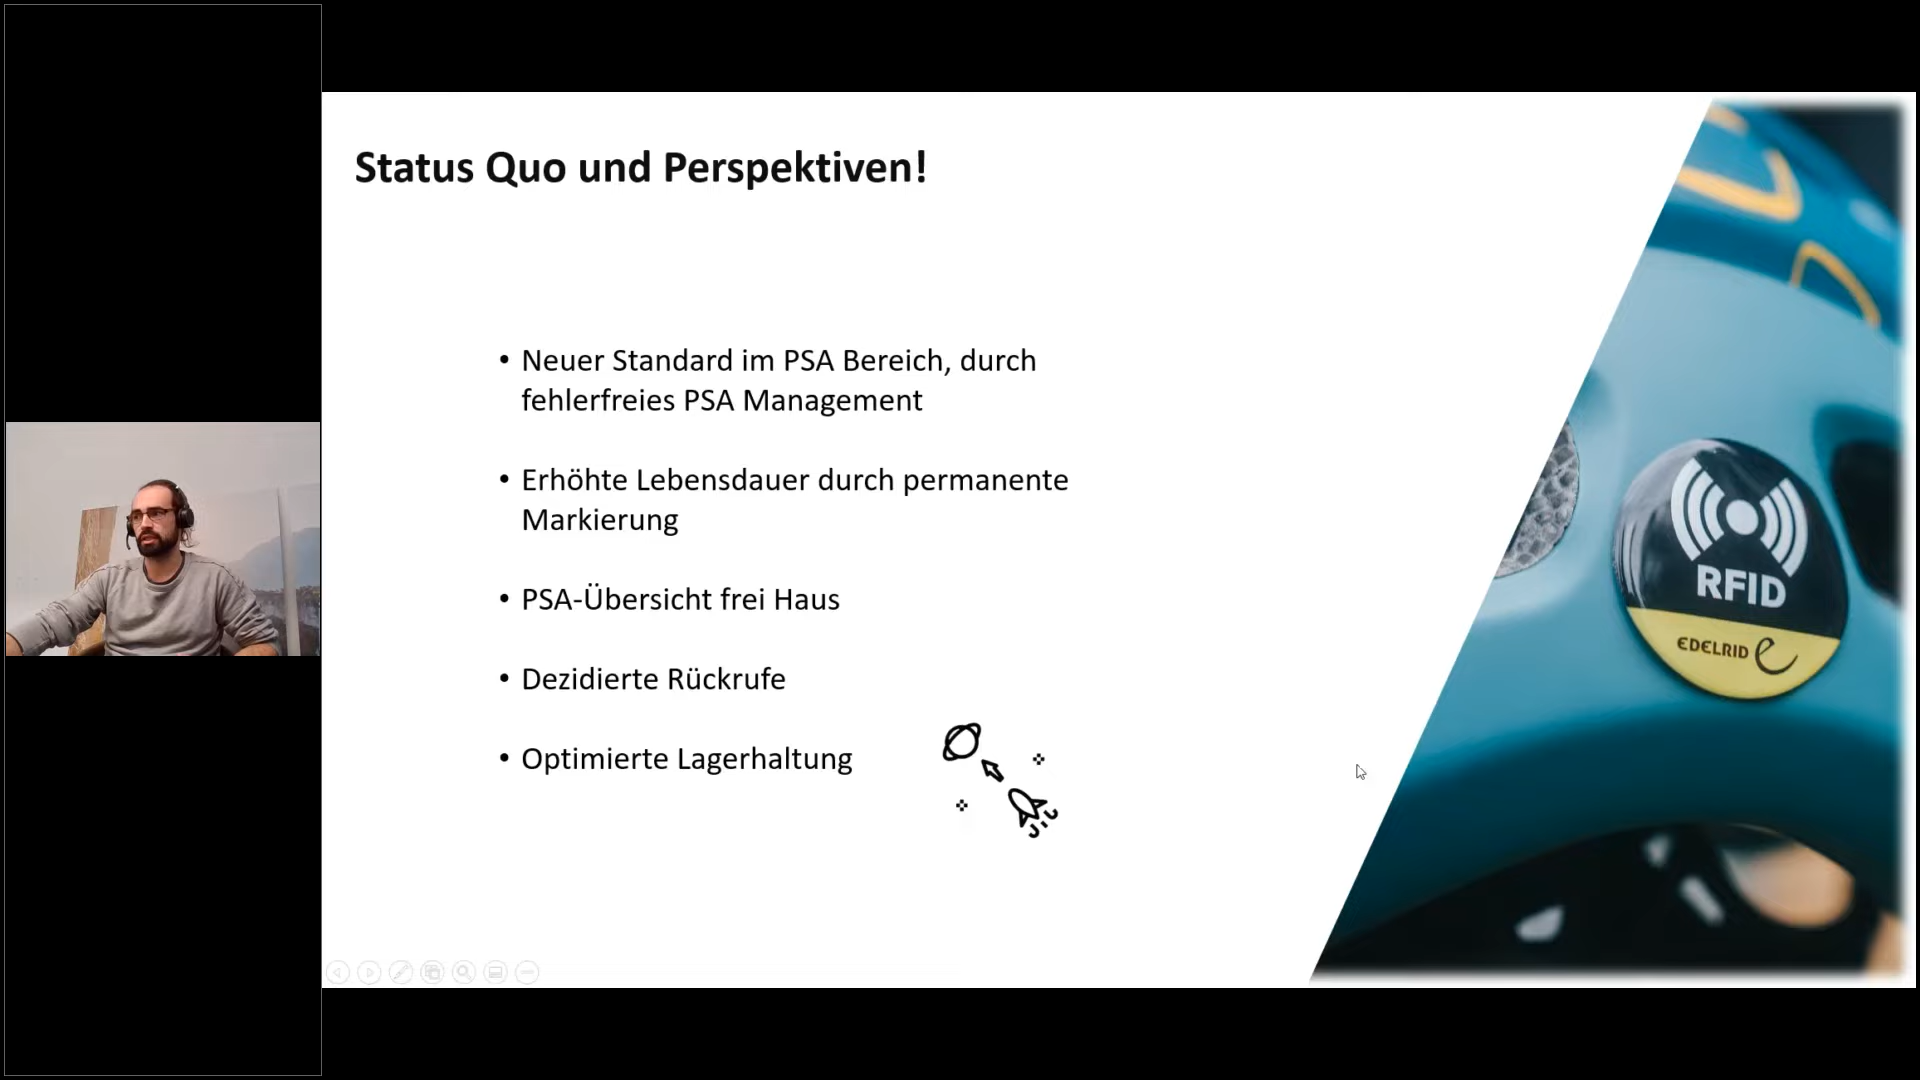 Status Quo und Perspektiven!
• Neuer Standard im PSA Bereich, durch
fehlerfreies PSA Management
• Erhöhte Lebensdauer durch permanente
Markierung
• PSA-Übersicht frei Haus
• Dezidierte Rückrufe
• Optimierte Lagerhaltung
RFID
EDELRID e